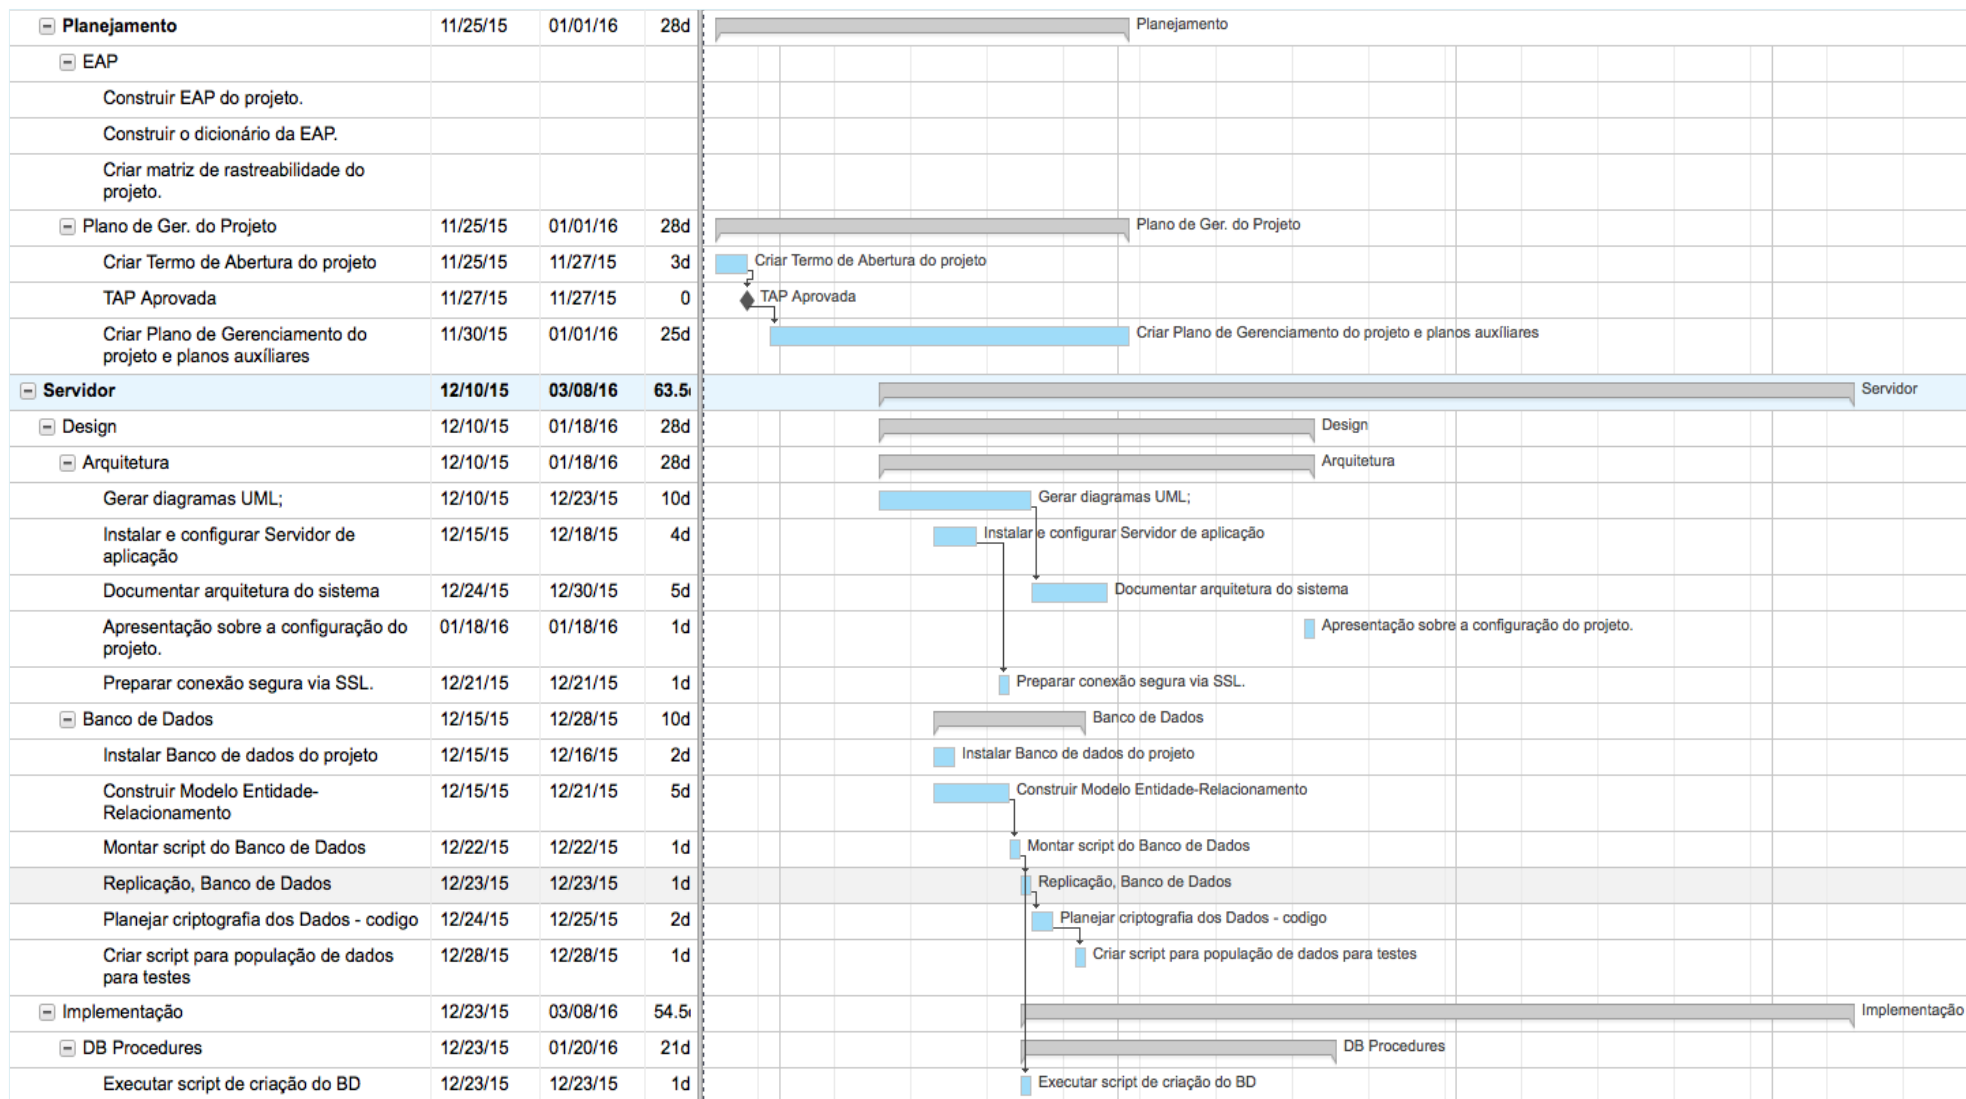 Planejamento 11/25/15 01/01/16 28d Planejamento
EAP
Construir EAP do projeto.
Construir o dicionário da EAP.
Criar matriz de rastreabilidade do
projeto.
Plano de Ger. do Projeto 11/25/15 01/01/16 28d Plano de Ger. do Projeto
Criar Termo de Abertura do projeto 11/25/15 11/27/15 3d Criar Termo de Abertura do projeto
TAP Aprovada 11/27/15 11/27/15 0 TAP Aprovada
Criar Plano de Gerenciamento do 11/30/15 01/01/16 25d Criar Plano de Gerenciamento do projeto e planos auxíliares
projeto e planos auxíliares
Servidor 12/10/15 03/08/16 63.5 Servidor
Design 12/10/15 01/18/16 28d Design
Arquitetura 12/10/15 01/18/16 28d Arquitetura
Gerar diagramas UML; 12/10/15 12/23/15 10d Gerar diagramas UML;
Instalar e configurar Servidor de 12/15/15 12/18/15 4d Instalar e configurar Servidor de aplicação
aplicação
Documentar arquitetura do sistema 12/24/15 12/30/15 5d Documentar arquitetura do sistema
Apresentação sobre a configuração do 01/18/16 01/18/16 1d Apresentação sobre a configuração do projeto.
projeto.
Preparar conexão segura via SSL. 12/21/15 12/21/15 1d Preparar conexão segura via SSL.
Banco de Dados 12/15/15 12/28/15 10d Banco de Dados
Instalar Banco de dados do projeto 12/15/15 12/16/15 2d Instalar Banco de dados do projeto
Construir Modelo Entidade- 12/15/15 12/21/15 5d Construir Modelo Entidade-Relacionamento
Relacionamento
Montar script do Banco de Dados 12/22/15 12/22/15 1d Montar script do Banco de Dados
Replicação, Banco de Dados 12/23/15 12/23/15 1d Replicação, Banco de Dados
Planejar criptografia dos Dados - codigo 12/24/15 12/25/15 2d Planejar criptografia dos Dados - codigo
Criar script para população de dados 12/28/15 12/28/15 1d Criar script para população de dados para testes
para testes
Implementação 12/23/15 03/08/16 54.5 Implementação
DB Procedures 12/23/15 01/20/16 21d DB Procedures
Executar script de criação do BD 12/23/15 12/23/15 1d Executar script de criação do BD